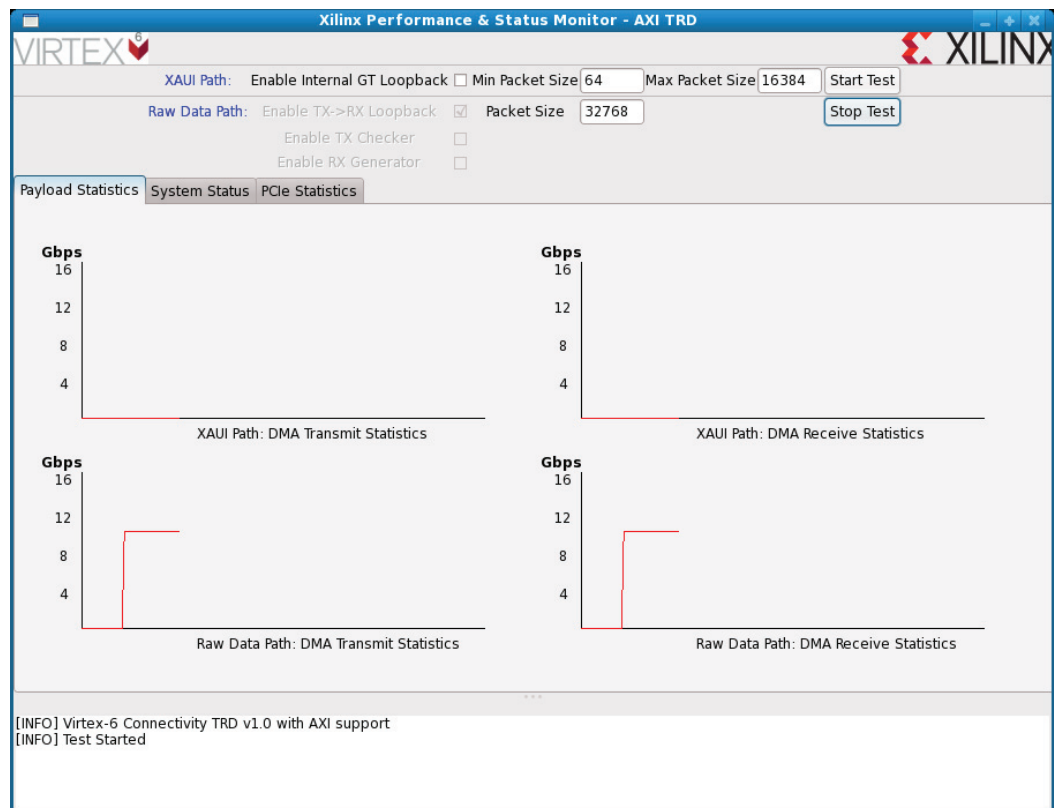 Xilinx Performance & Status Monitor - AXI TRD
VIRTEX 6 XILINX
XAUI Path: Enable Internal GT Loopback Min Packet Size 64 Max Packet Size 16384 Start Test
Raw Data Path: Enable TX->RX Loopback Packet Size 32768 Stop Test
Enable TX Checker
Enable RX Generator
Payload Statistics System Status PCIe Statistics
Gbps Gbps
16 16
12 12
8 8
4 4
XAUI Path: DMA Transmit Statistics XAUI Path: DMA Receive Statistics
Gbps Gbps
16 16
12 12
8 8
4 4
Raw Data Path: DMA Transmit Statistics Raw Data Path: DMA Receive Statistics
[INFO] Virtex-6 Connectivity TRD v1.0 with AXI support
[INFO] Test Started